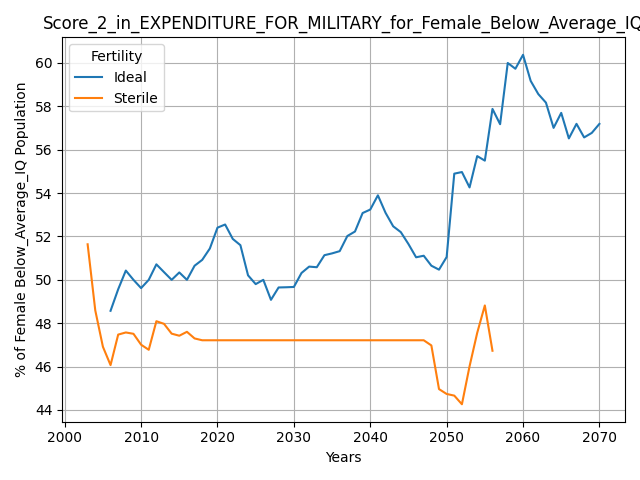 Score_2_in_EXPENDITURE_FOR_MILITARY_for_Female_Below_Average_IQ
Fertility
Ideal
Sterile
% of Female Below_Average_IQ Population
60
58
56
54
52
50
48
46
44
2000 2010 2020 2030 2040 2050 2060 2070
Years